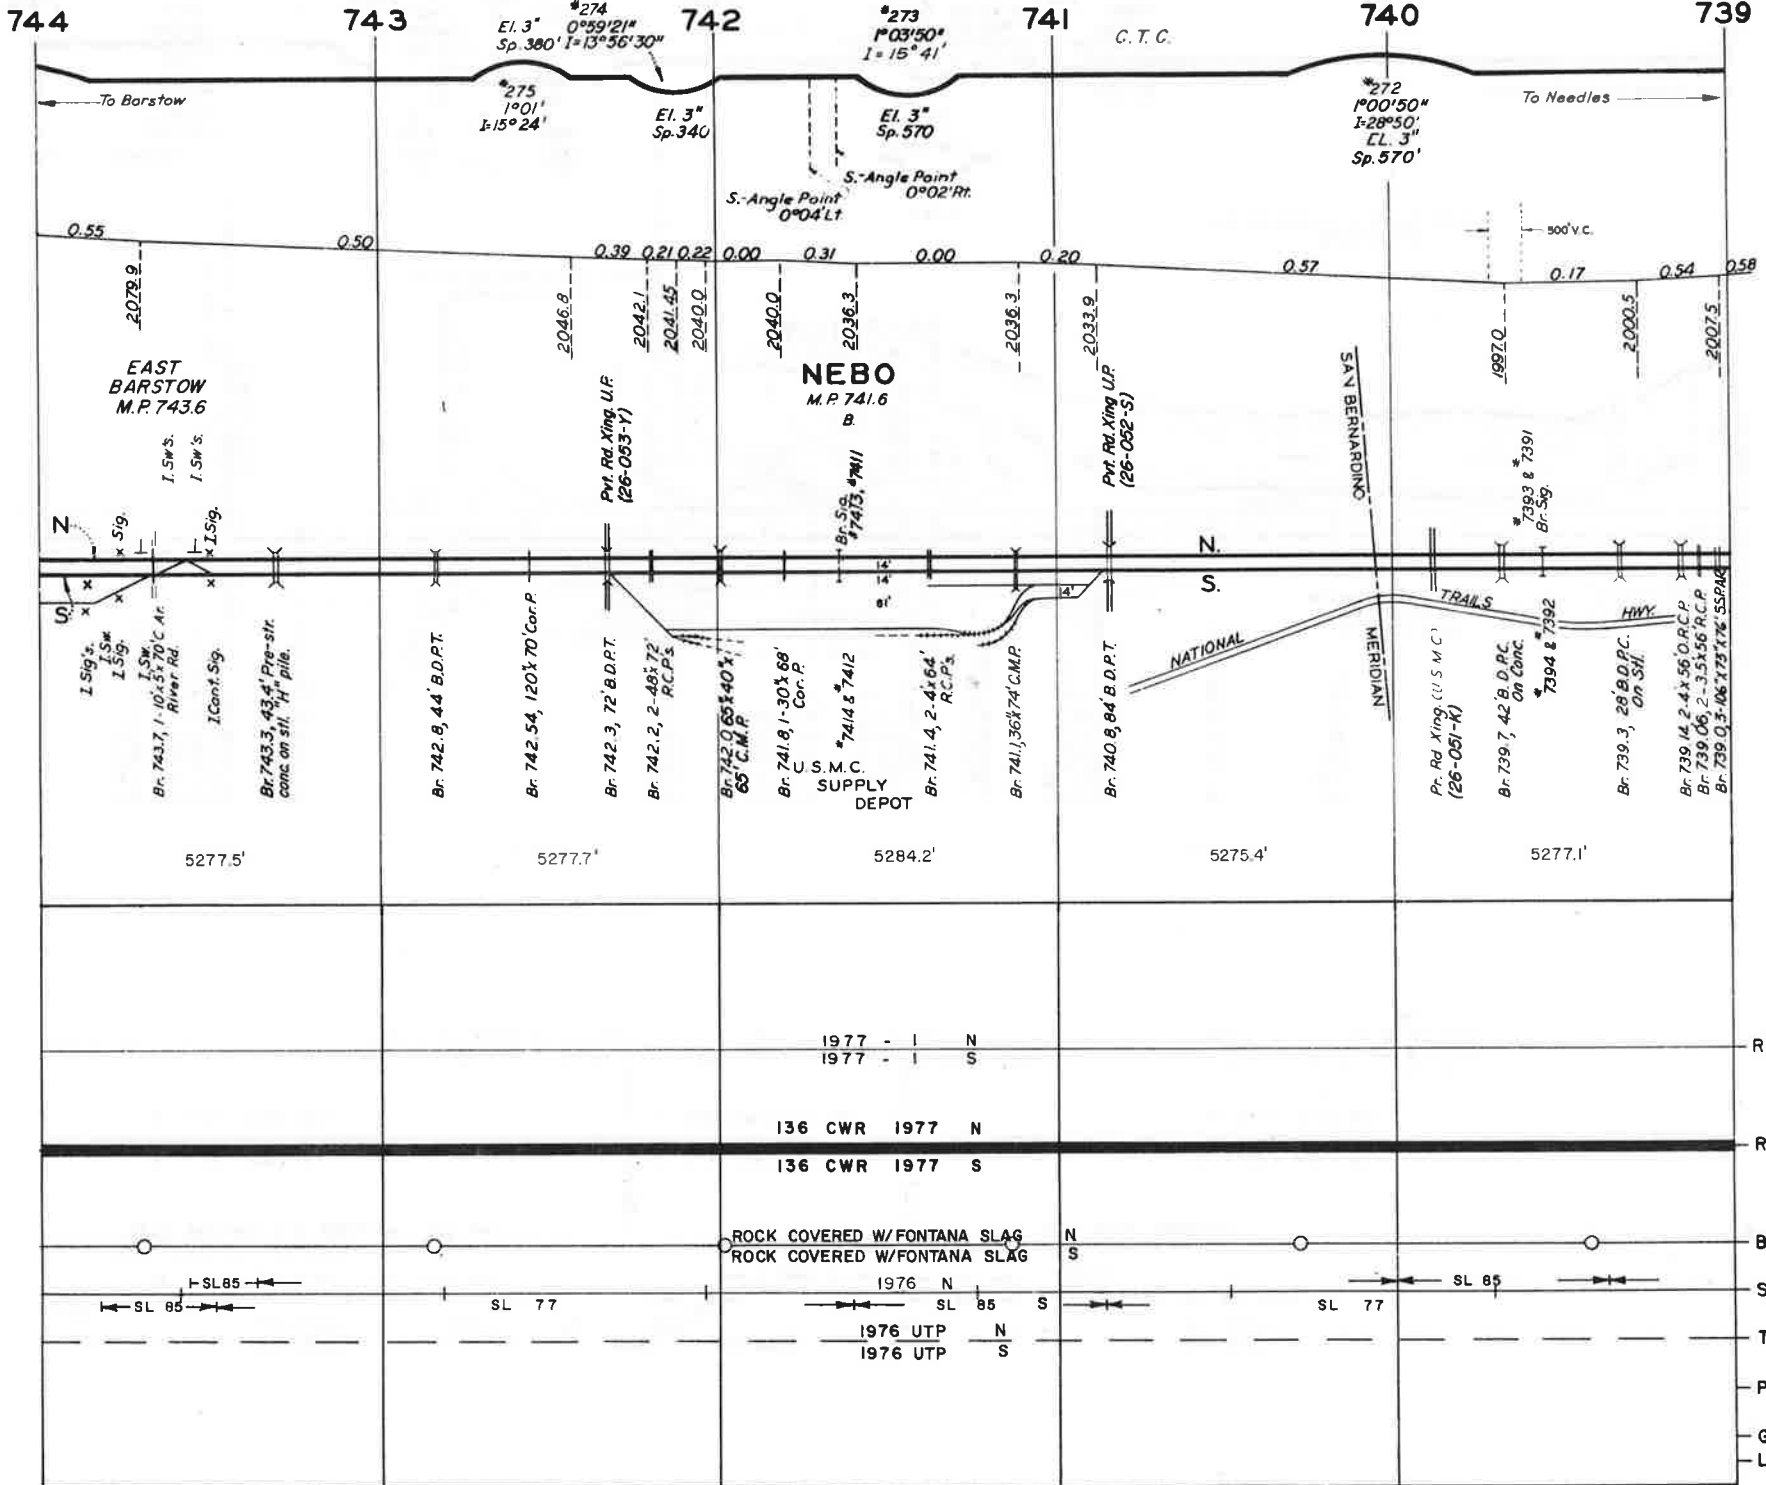 744
743
742
741
740
739
#274
El. 3" 0°59'21"
Sp. 380' I=13°56'30"
#273
1°03'50"
I = 15°41'
C.T.C.
To Barstow
#275
1°01'
I=15°24'
El. 3"
Sp. 340
El. 3"
Sp. 570
#272
1°00'50"
I=28°50'
EL. 3"
Sp. 570'
To Needles
S.-Angle Point
0°02'Rt.
S.-Angle Point
0°04'Lt.
500' V.C.
0.55
0.50
0.39
0.21
0.22
0.00
0.31
0.00
0.20
0.57
0.17
0.54
0.58
2079.9
2046.8
2042.1
2041.45
2040.0
2040.0
2036.3
2036.3
2033.9
1997.0
2000.5
2007.5
EAST
BARSTOW
M.P. 743.6
NEBO
M.P. 741.6
B.
I. Sw's.
I. Sw's.
Pvt. Rd. Xing. U.P.
(26-053-Y)
Br. Sig.
#7413, #7411
Pvt. Rd. Xing U.P.
(26-052-S)
SAN BERNARDINO
MERIDIAN
#7393 & #7391
Br. Sig.
N
Sig.
I. Sig.
N.
S
S.
14'
14'
61'
14'
NATIONAL
TRAILS
HWY.
I. Sig's.
I. Sw.
I. Sig.
I. Sw.
Br. 743.7, 1-10'x5'x70' C. Ar.
River Rd.
I. Cont. Sig.
Br. 743.3, 43.4' Pre-str.
conc. on stl. "H" pile.
Br. 742.8, 44' B.D.P.T.
Br. 742.54, 120"x70' Cor. P.
Br. 742.3, 72' B.D.P.T.
Br. 742.2, 2-48"x72'
R.C.P's.
Br. 742.0 65"x40"x
65' C.M.P.
Br. 741.8, 1-30"x68'
Cor. P.
#7414 & #7412
U.S.M.C.
SUPPLY
DEPOT
Br. 741.4, 2-4'x64'
R.C.P's.
Br. 741.1, 36"x74' C.M.P.
Br. 740.8, 84' B.D.P.T.
Pr. Rd Xing. (U S M C)
(26-051-K)
Br. 739.7, 42' B.D.P.C.
On Conc.
#7394 & #7392
Br. 739.3, 28' B.D.P.C.
On Stl.
Br. 739.14, 2-4'x56' O.R.C.P.
Br. 739.06, 2-3.5'x56' R.C.P.
5277.5'
5277.7'
5284.2'
5275.4'
5277.1'
1977 - 1 N
1977 - 1 S
R
136 CWR 1977 N
136 CWR 1977 S
R
ROCK COVERED W/FONTANA SLAG N
ROCK COVERED W/FONTANA SLAG S
B
SL85
1976 N
SL 85
S
SL 85
SL 77
SL 85 S
SL 77
1976 UTP N
1976 UTP S
T
P
G
L